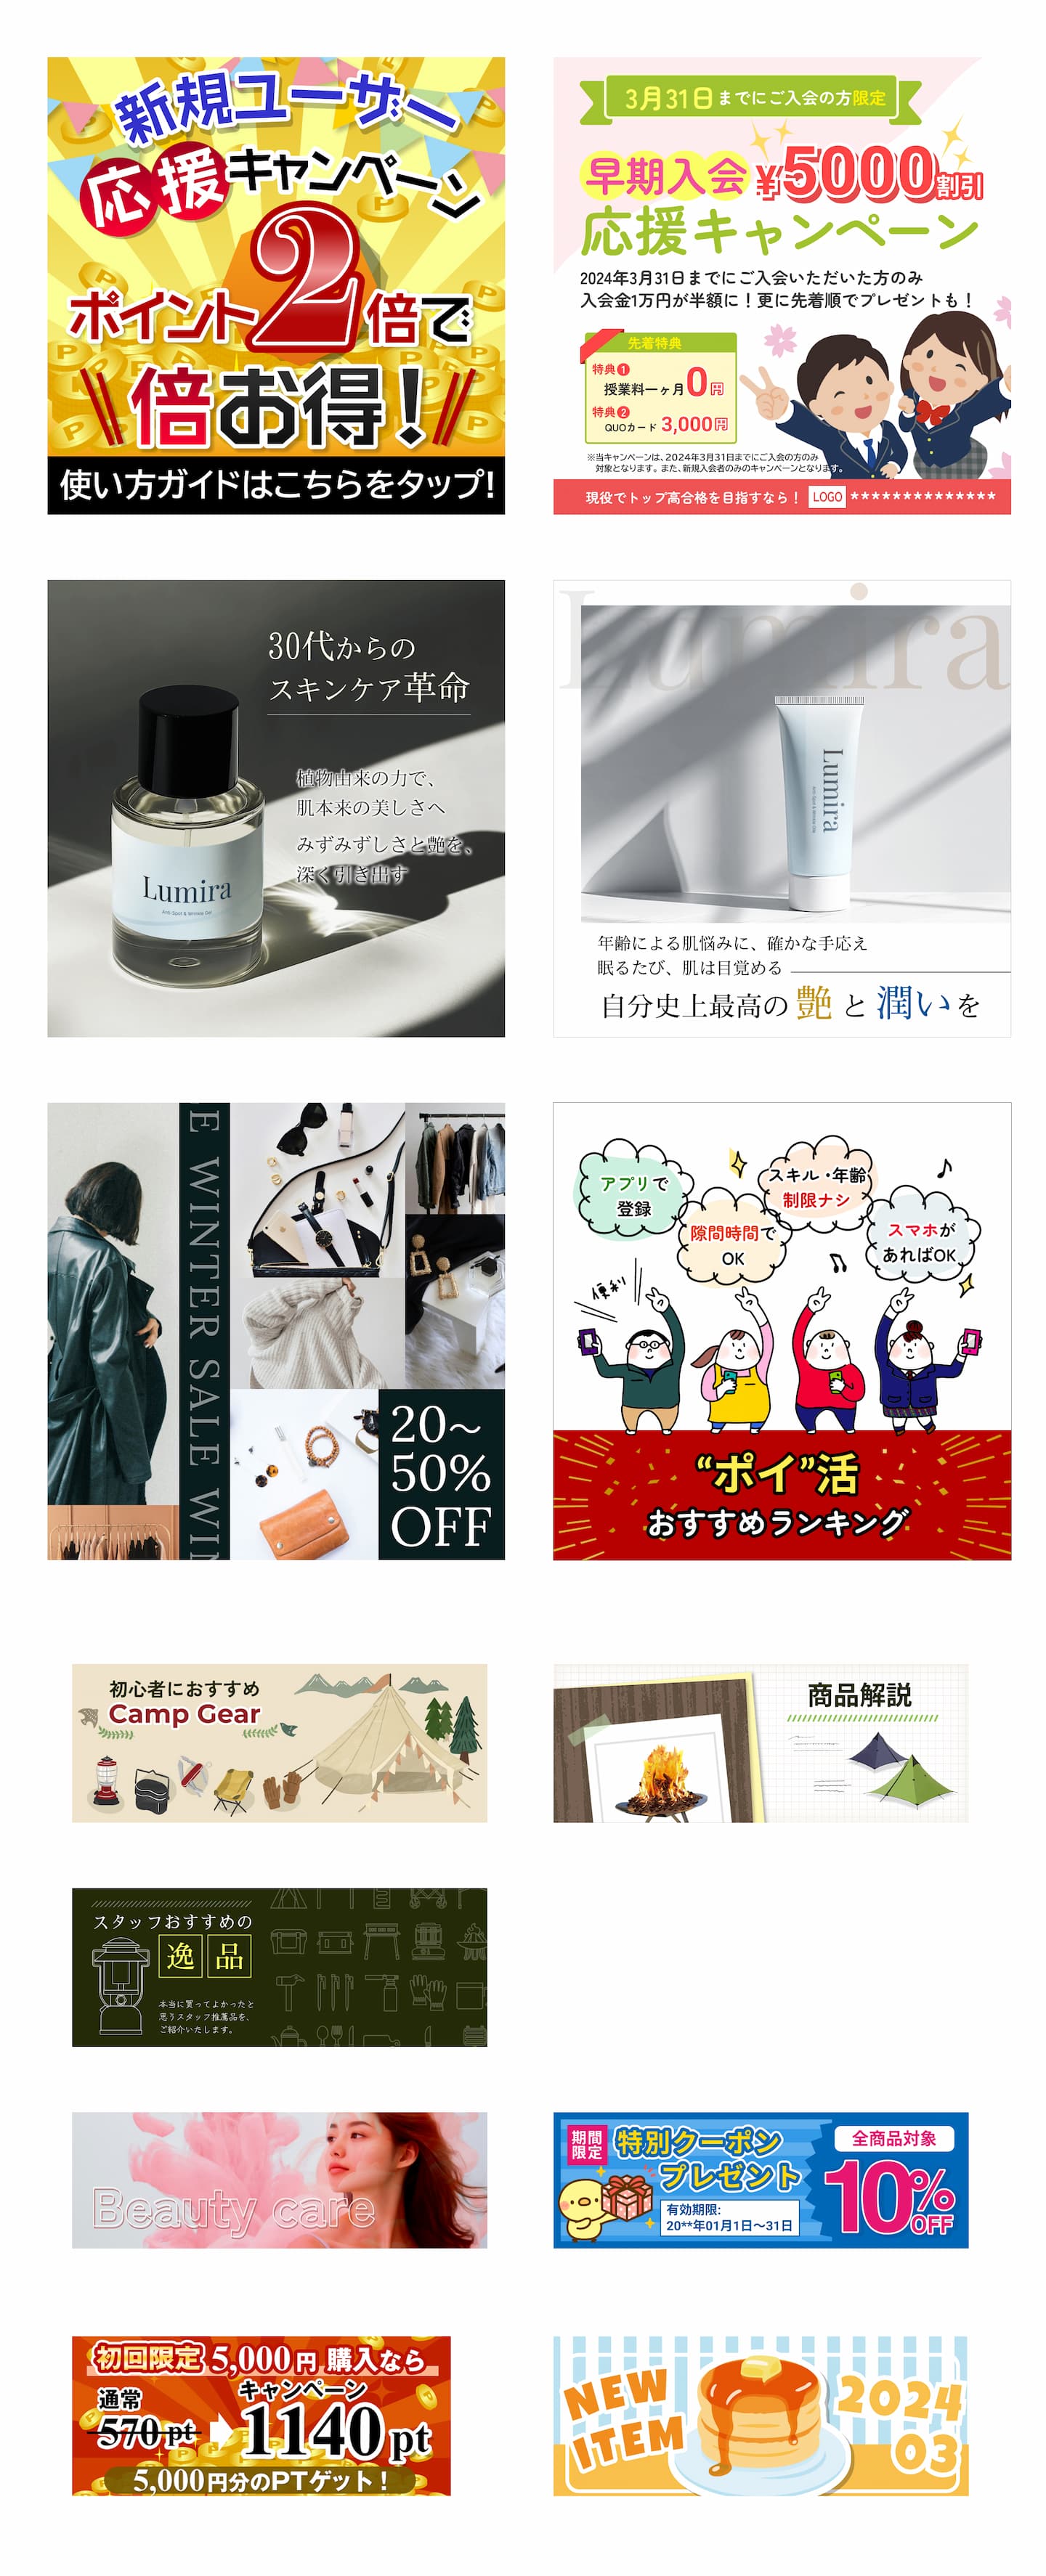 新規ユーザー
応援キャンペーン
ポイント2倍で
倍お得!
使い方ガイドはこちらをタップ!
3月31日までにご入会の方限定
早期入会¥5000割引
応援キャンペーン
2024年3月31日までにご入会いただいた方のみ
入会金1万円が半額に!更に先着順でプレゼントも!
先着特典
特典1
授業料一ヶ月0円
特典2
QUOカード 3,000円
※当キャンペーンは、2024年3月31日までにご入会の方のみ
対象となります。また、新規入会者のみのキャンペーンとなります。
現役でトップ高合格を目指すなら! LOGO **************
30代からの
スキンケア革命
植物由来の力で、
肌本来の美しさへ
みずみずしさと艶を、
深く引き出す
Lumira
Anti-Spot & Wrinkle Gel
Lumira
Lumira
年齢による肌悩みに、確かな手応え
眠るたび、肌は目覚める
自分史上最高の艶と潤いを
E WINTER SALE WIN
20~
50%
OFF
アプリで
登録
隙間時間で
OK
スキル・年齢
制限ナシ
スマホが
あればOK
便利
“ポイ”活
おすすめランキング
初心者におすすめ
Camp Gear
商品解説
スタッフおすすめの
逸品
本当に買ってよかったと
思うスタッフ推薦品を、
ご紹介いたします。
Beauty care
期間
限定
特別クーポン
プレゼント
有効期限:
20**年01月1日~31日
全商品対象
10%
OFF
初回限定 5,000円 購入なら
通常
570 pt
キャンペーン
1140 pt
5,000円分のPTゲット!
NEW
ITEM
2024
03